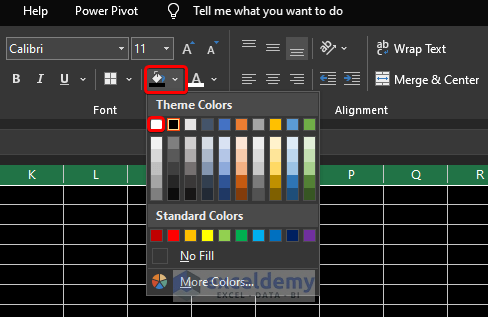 Help Power Pivot Tell me what you want to do
Calibri 11 A A ab Wrap Text
B I U A Merge & Center
Font Alignment
Theme Colors
K L P Q R
Standard Colors
No Fill
More Colors...
exceldemy
EXCEL - DATA - BI